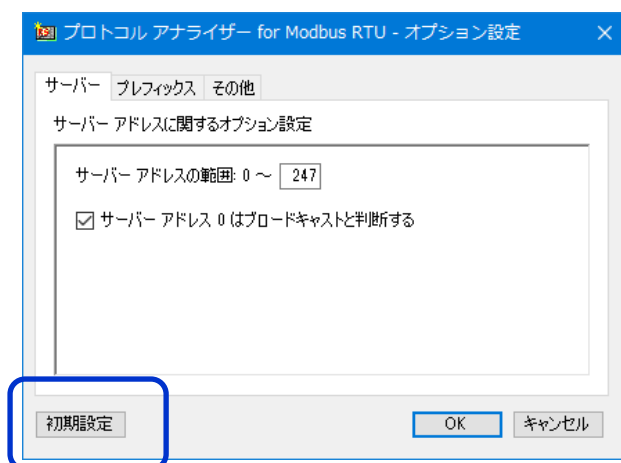 プロトコル アナライザー for Modbus RTU - オプション設定
サーバー プレフィックス その他
サーバー アドレスに関するオプション設定
サーバー アドレスの範囲: 0 ～ 247
サーバー アドレス 0 はブロードキャストと判断する
初期設定 OK キャンセル